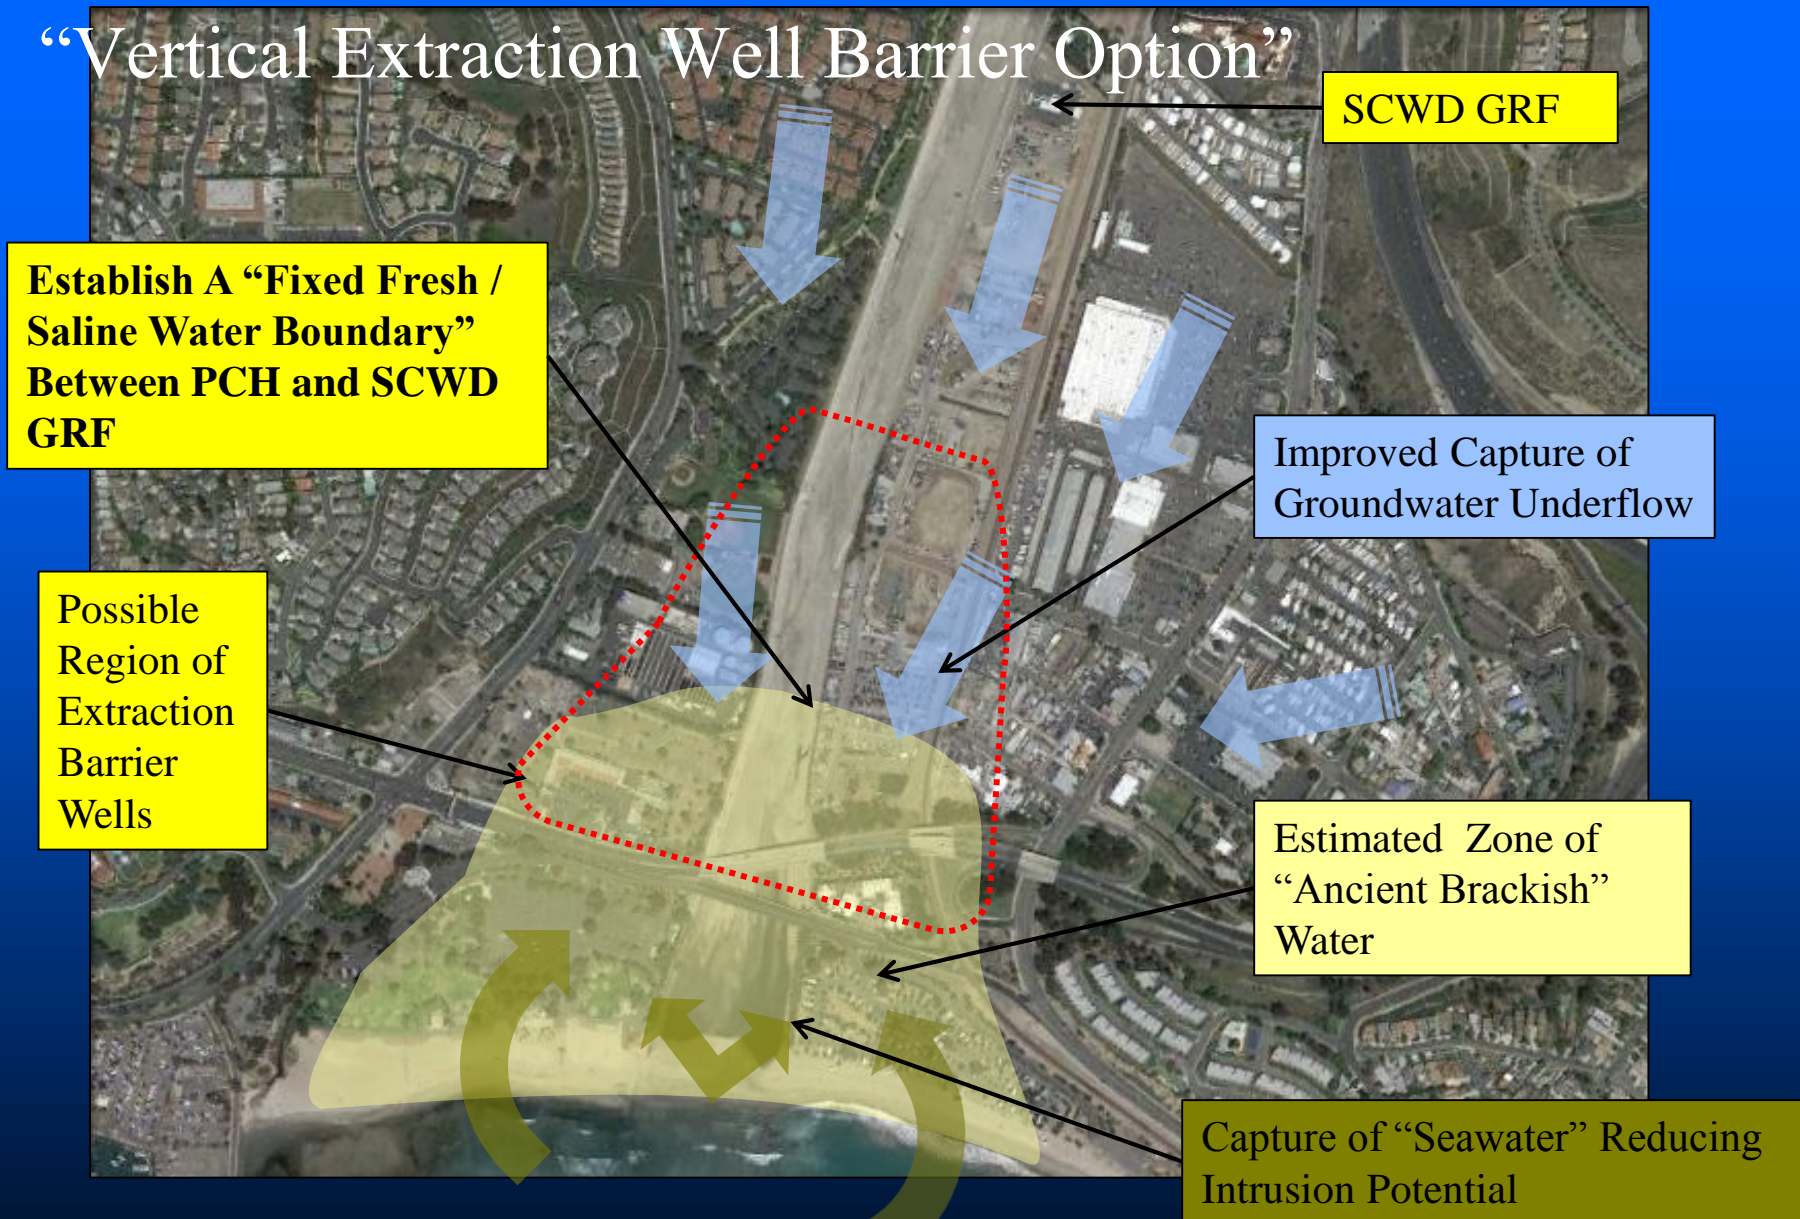 “Vertical Extraction Well Barrier Option”
SCWD GRF
Establish A “Fixed Fresh /
Saline Water Boundary”
Between PCH and SCWD
GRF
Improved Capture of
Groundwater Underflow
Possible
Region of
Extraction
Barrier
Wells
Estimated Zone of
“Ancient Brackish”
Water
Capture of “Seawater” Reducing
Intrusion Potential